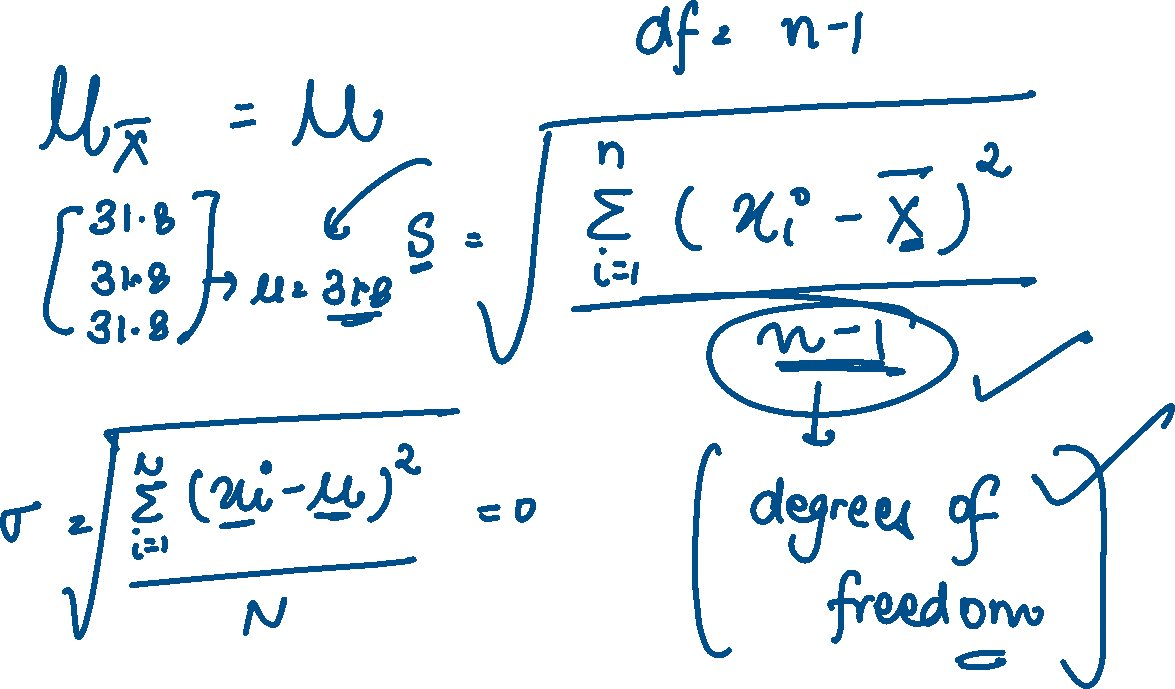 df = n-1
μ_x̄ = μ
S = √( Σ_{i=1}^{n} (xi - x̄)² / n-1 )
[31.8
31.8
31.8] → μ = 31.8
σ = √( Σ_{i=1}^{N} (xi - μ)² / N ) = 0
(degrees of
freedom)